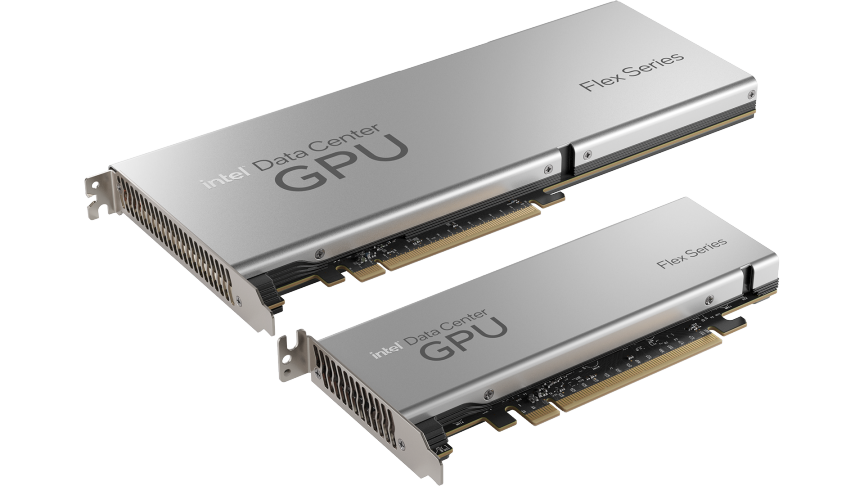 Flex Series
intel Data Center
GPU
Flex Series
intel Data Center
GPU